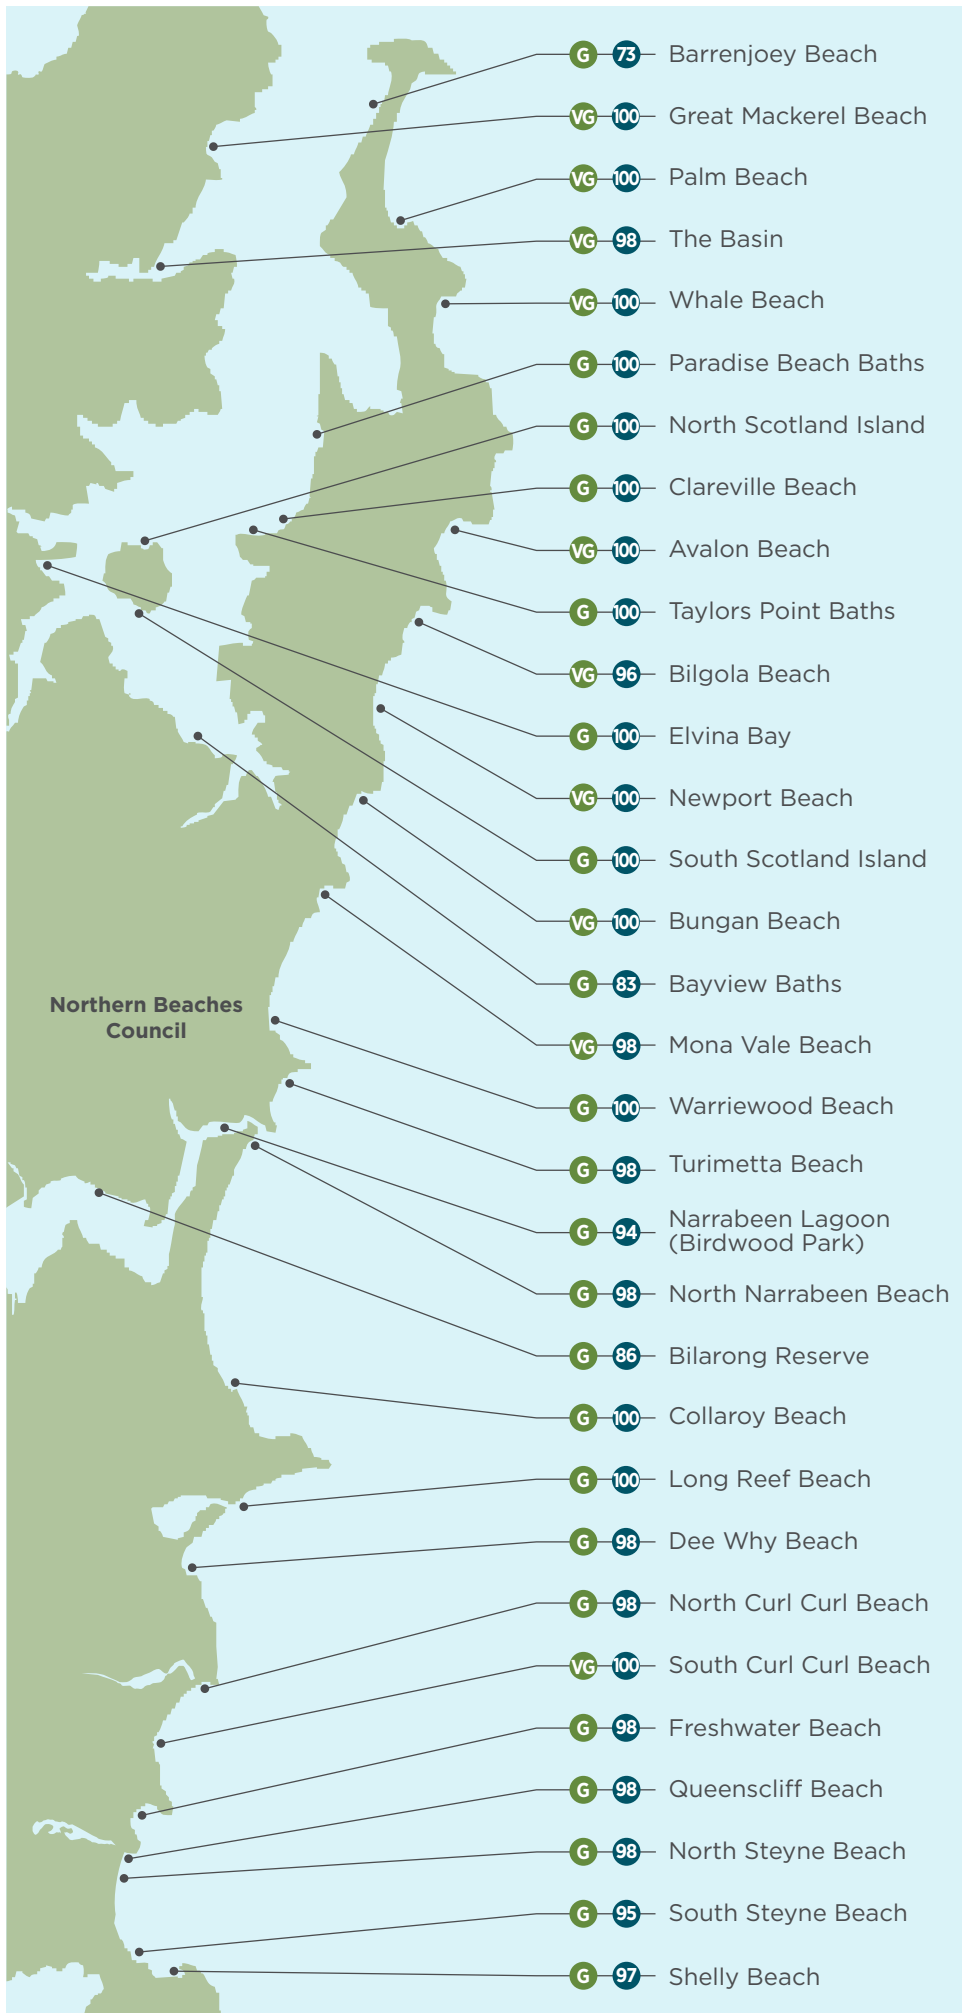 G 73 Barrenjoey Beach
VG 100 Great Mackerel Beach
VG 100 Palm Beach
VG 98 The Basin
VG 100 Whale Beach
G 100 Paradise Beach Baths
G 100 North Scotland Island
G 100 Clareville Beach
VG 100 Avalon Beach
G 100 Taylors Point Baths
VG 96 Bilgola Beach
G 100 Elvina Bay
VG 100 Newport Beach
G 100 South Scotland Island
VG 100 Bungan Beach
G 83 Bayview Baths
Northern Beaches
Council
VG 98 Mona Vale Beach
G 100 Warriewood Beach
G 98 Turimetta Beach
G 94 Narrabeen Lagoon
(Birdwood Park)
G 98 North Narrabeen Beach
G 86 Bilarong Reserve
G 100 Collaroy Beach
G 100 Long Reef Beach
G 98 Dee Why Beach
G 98 North Curl Curl Beach
VG 100 South Curl Curl Beach
G 98 Freshwater Beach
G 98 Queenscliff Beach
G 98 North Steyne Beach
G 95 South Steyne Beach
G 97 Shelly Beach